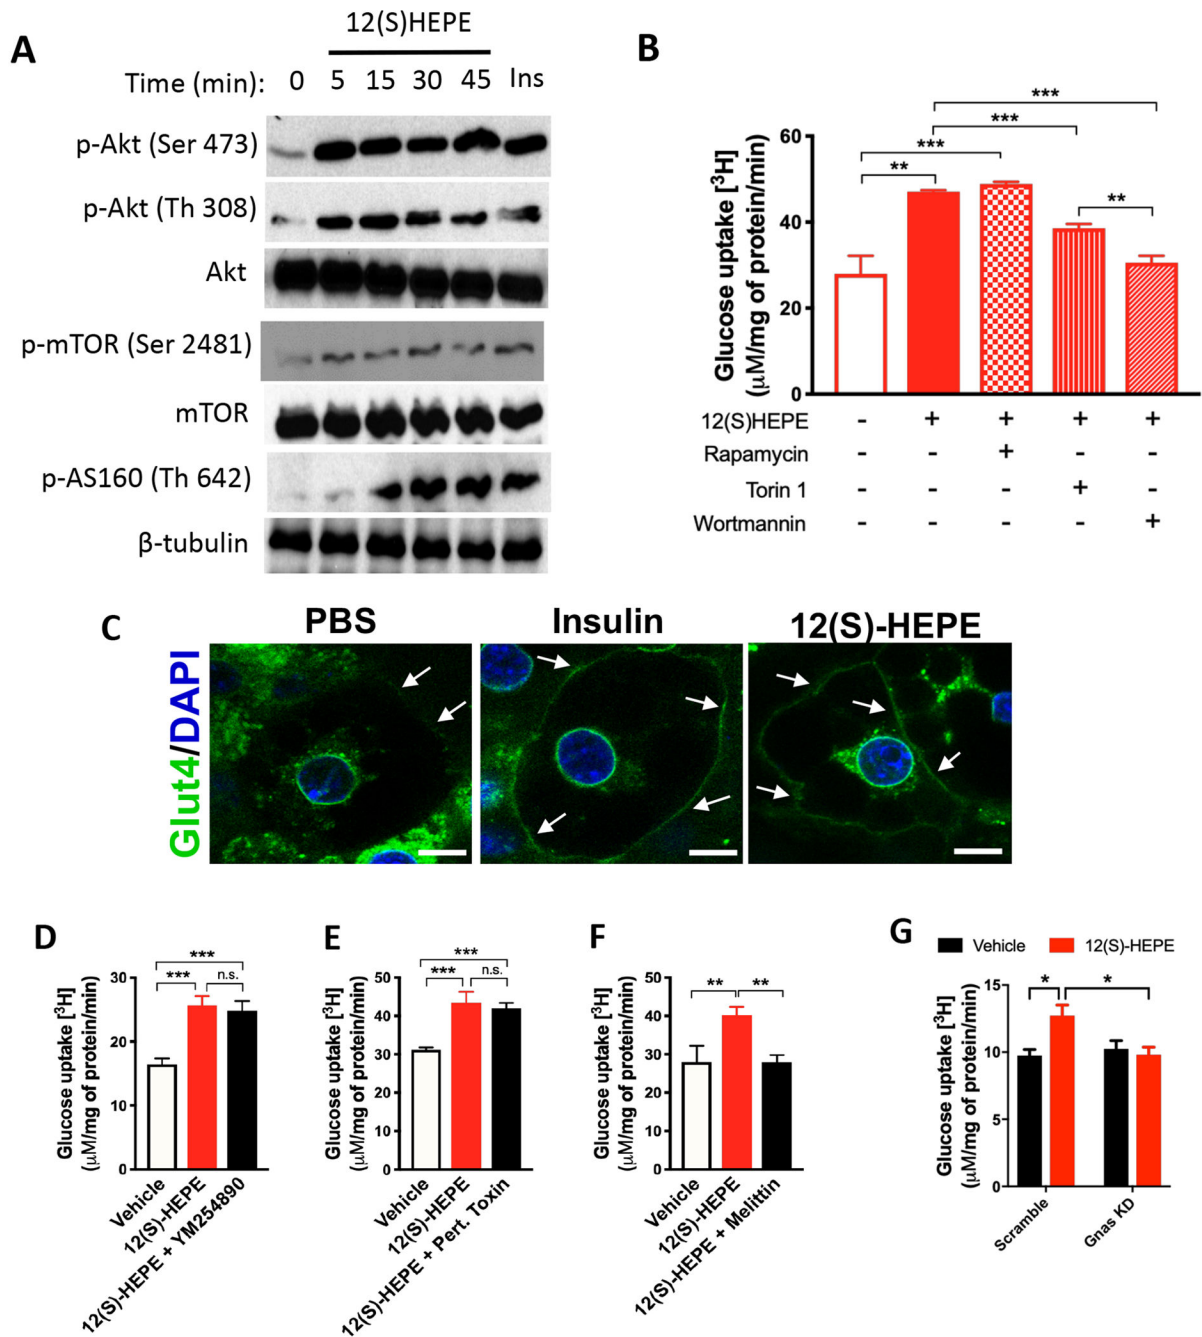 A
12(S)HEPE
Time (min): 0 5 15 30 45 Ins
p-Akt (Ser 473)
p-Akt (Th 308)
Akt
p-mTOR (Ser 2481)
mTOR
p-AS160 (Th 642)
β-tubulin
B
***
***
***
**
**
60
40
20
0
Glucose uptake [³H]
(µM/mg of protein/min)
12(S)HEPE - + + + +
Rapamycin - - + - -
Torin 1 - - - + -
Wortmannin - - - - +
C
PBS
Insulin
12(S)-HEPE
Glut4/DAPI
D
***
***
n.s.
30
20
10
0
Glucose uptake [³H]
(µM/mg of protein/min)
Vehicle
12(S)-HEPE
12(S)-HEPE + YM254890
E
***
***
n.s.
50
40
30
20
10
0
Glucose uptake [³H]
(µM/mg of protein/min)
Vehicle
12(S)-HEPE
12(S)-HEPE + Pert. Toxin
F
**
**
50
40
30
20
10
0
Glucose uptake [³H]
(µM/mg of protein/min)
Vehicle
12(S)-HEPE
12(S)-HEPE + Melittin
G
Vehicle
12(S)-HEPE
*
*
15
10
5
0
Glucose uptake [³H]
(µM/mg of protein/min)
Scramble
Gnas KD